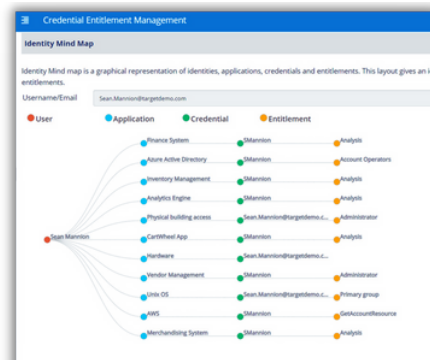 Credential Entitlement Management
Identity Mind Map
Identity Mind map is a graphical representation of identities, applications, credentials and entitlements. This layout gives an i
entitlements.
Username/Email Sean.Mannion@targetdemo.com
User Application Credential Entitlement
Finance System SMannion Analysis
Azure Active Directory SMannion Account Operators
Inventory Management SMannion Analysis
Analytics Engine SMannion Analysis
Physical building access Sean.Mannion@targetdemo.c... Administrator
Sean Mannion CartWheel App SMannion Analysis
Hardware Sean.Mannion@targetdemo.c...
Vendor Management SMannion Administrator
Unix OS Sean.Mannion@targetdemo.c... Primary group
AWS SMannion GetAccountResource
Merchandising System SMannion Analysis